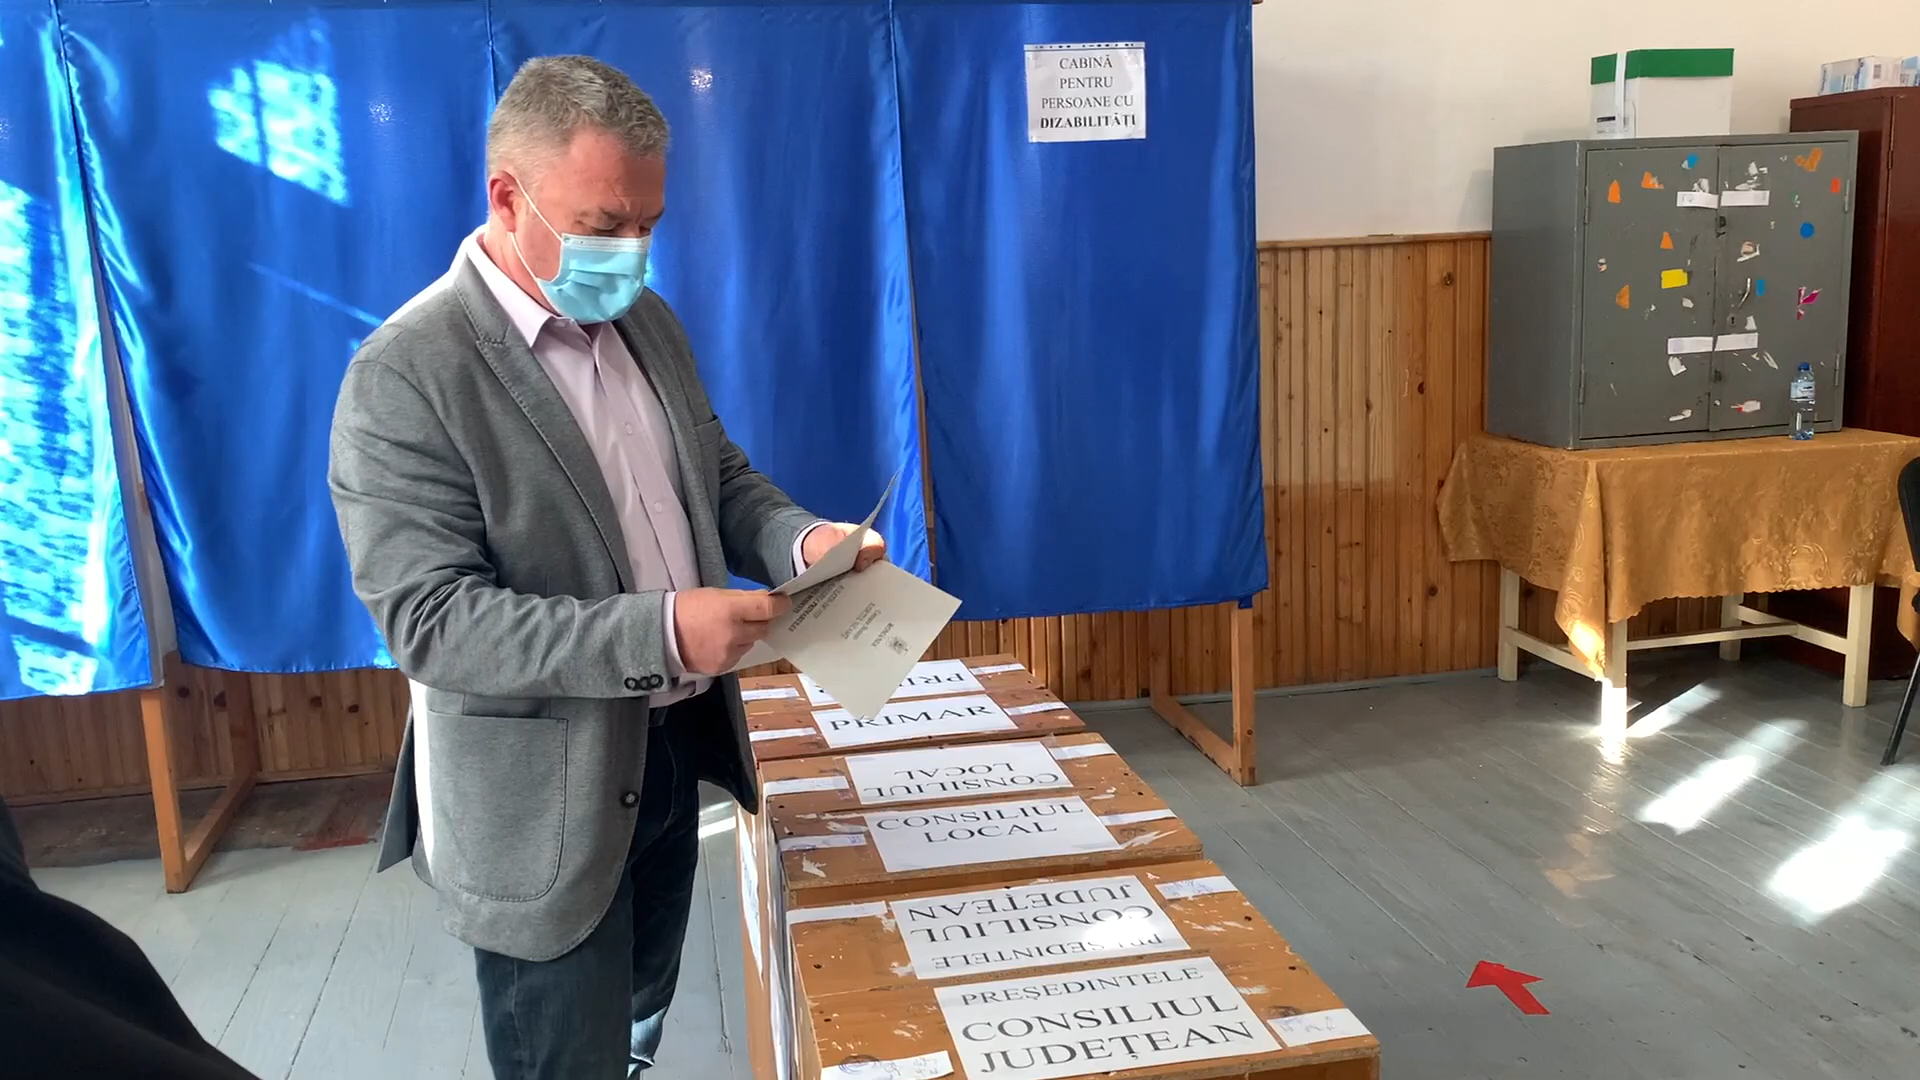 CABINĂ
PENTRU
PERSOANE CU
DIZABILITĂȚI
ROMÂNIA
PRIMAR
CONSILIUL
LOCAL
CONSILIUL
LOCAL
PREȘEDINTELE
CONSILIUL
JUDEȚEAN
PREȘEDINTELE
CONSILIUL
JUDEȚEAN